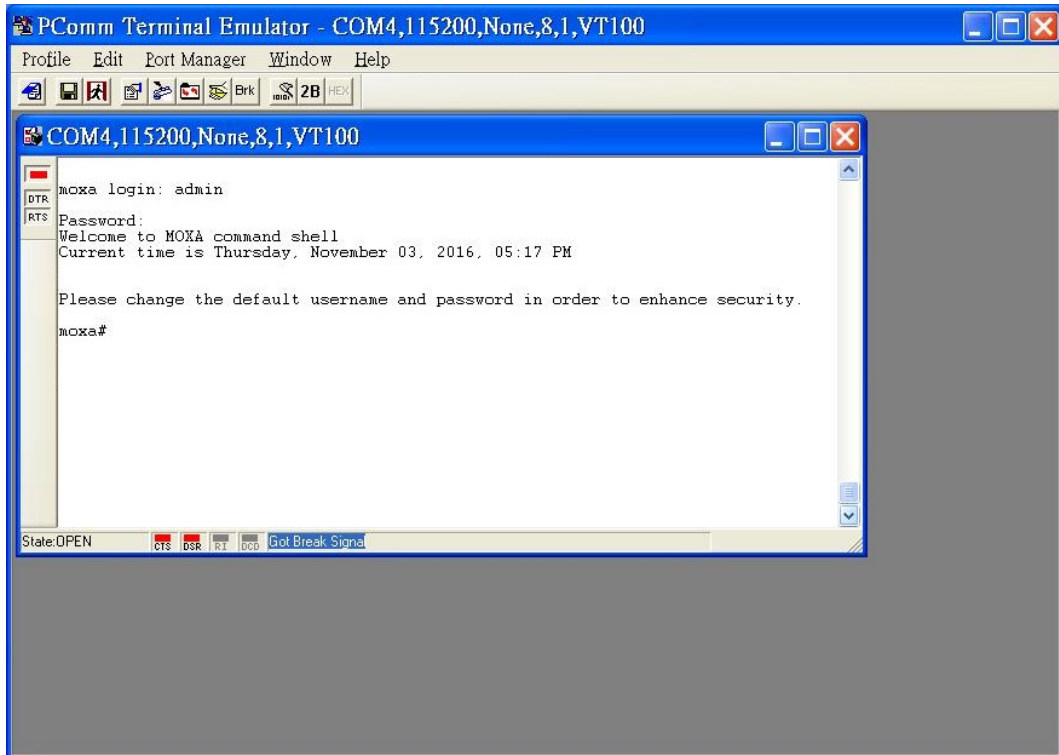 PComm Terminal Emulator - COM4,115200,None,8,1,VT100
Profile Edit Port Manager Window Help
Brk 2B HEX
COM4,115200,None,8,1,VT100
DTR
RTS
moxa login: admin
Password:
Welcome to MOXA command shell
Current time is Thursday, November 03, 2016, 05:17 PM
Please change the default username and password in order to enhance security.
moxa#
State:OPEN CTS DSR RI DCD Got Break Signal